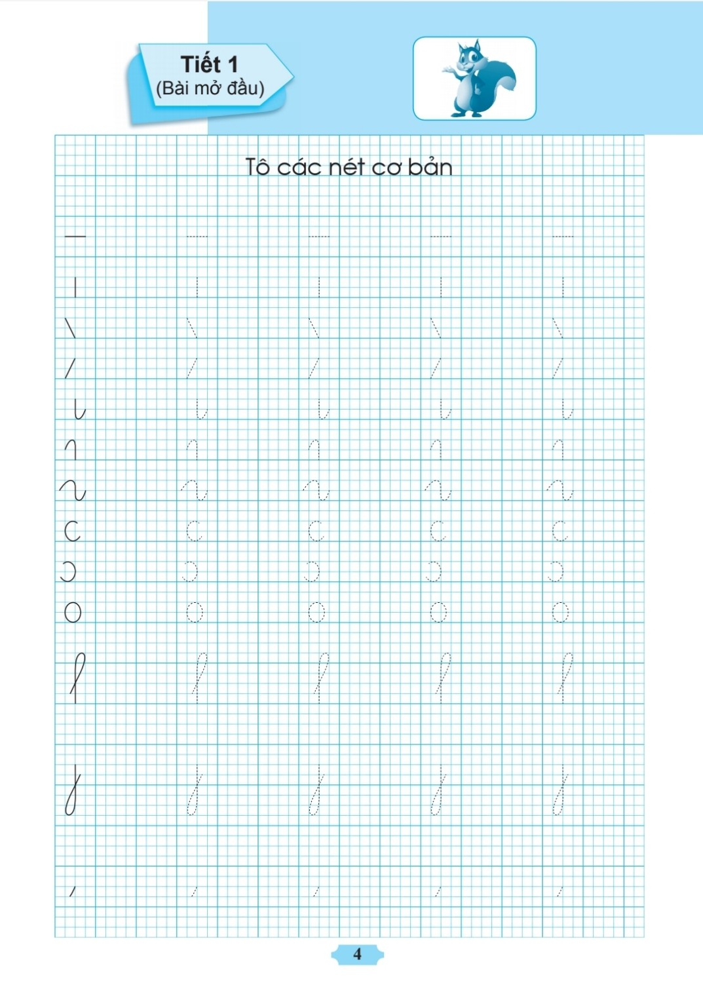 Tiết 1
(Bài mở đầu)
Tô các nét cơ bản
4